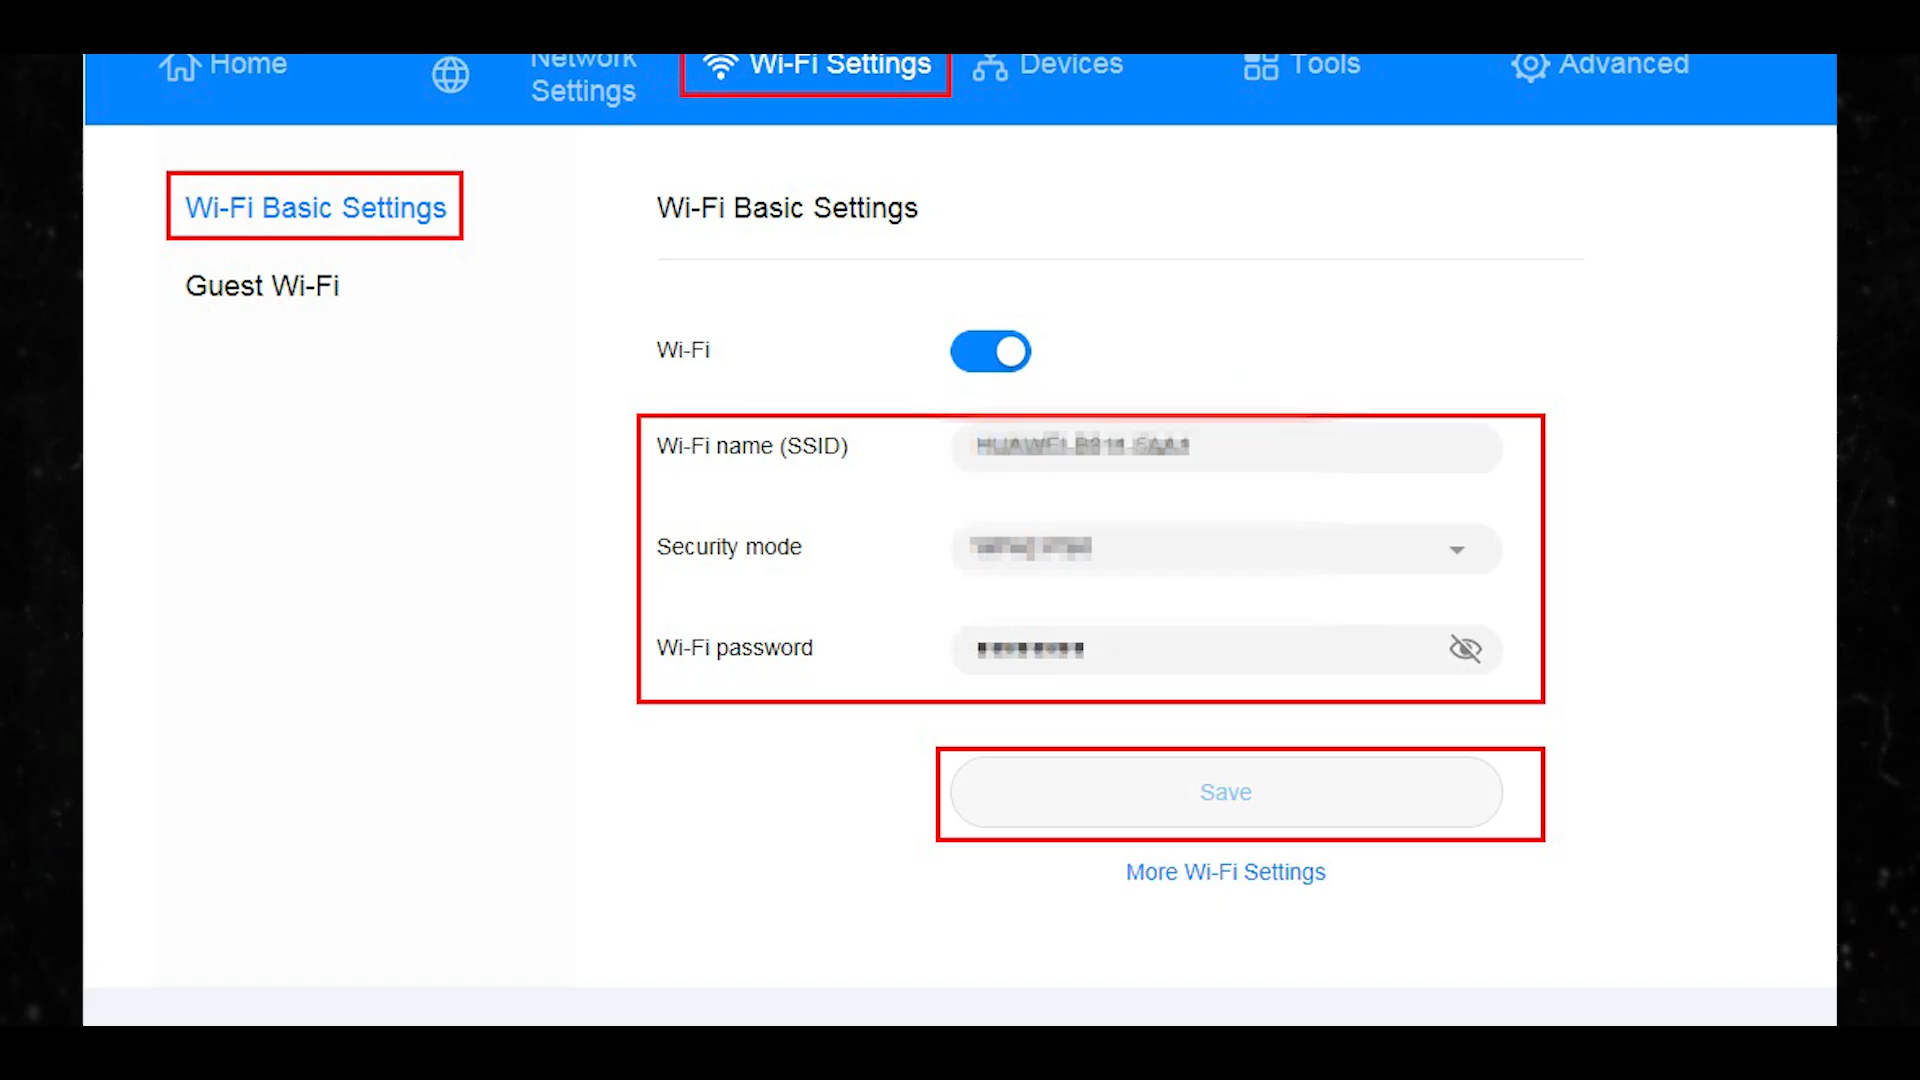 Home
Network
Settings
Wi-Fi Settings
Devices
Tools
Advanced
Wi-Fi Basic Settings
Guest Wi-Fi
Wi-Fi Basic Settings
Wi-Fi
Wi-Fi name (SSID)
Security mode
Wi-Fi password
Save
More Wi-Fi Settings